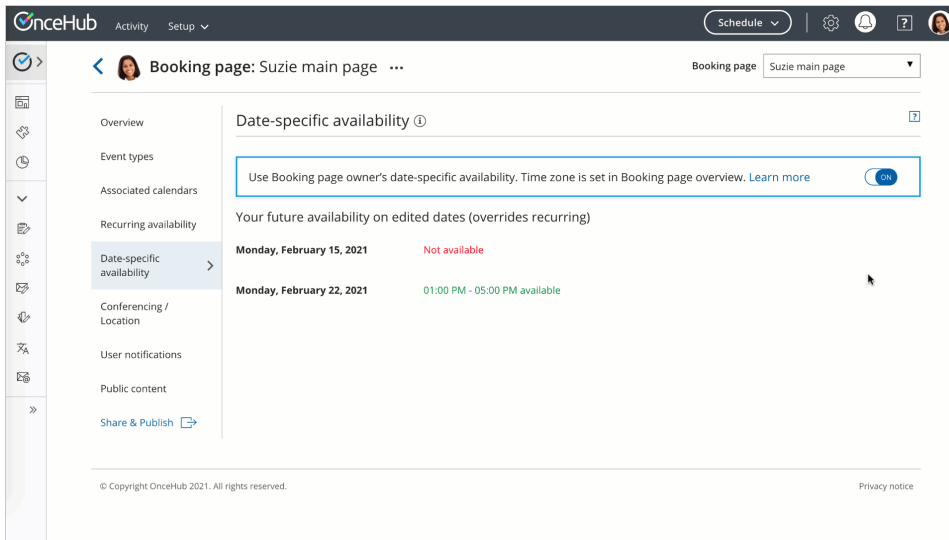 OnceHub Activity Setup Schedule ?
Booking page: Suzie main page ... Booking page Suzie main page
Overview
Event types
Associated calendars
Recurring availability
Date-specific
availability
Conferencing /
Location
User notifications
Public content
Share & Publish
Date-specific availability ?
Use Booking page owner's date-specific availability. Time zone is set in Booking page overview. Learn more ON
Your future availability on edited dates (overrides recurring)
Monday, February 15, 2021 Not available
Monday, February 22, 2021 01:00 PM - 05:00 PM available
© Copyright OnceHub 2021. All rights reserved. Privacy notice